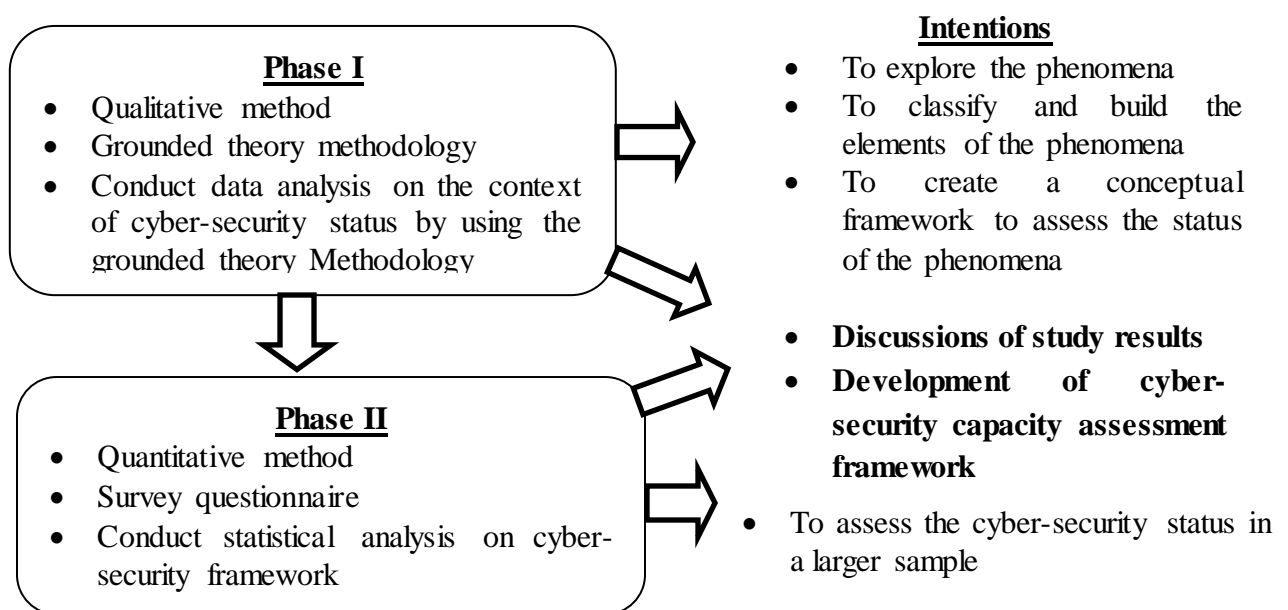 Phase I
• Qualitative method
• Grounded theory methodology
• Conduct data analysis on the context
of cyber-security status by using the
grounded theory Methodology
Phase II
• Quantitative method
• Survey questionnaire
• Conduct statistical analysis on cyber-
security framework
Intentions
• To explore the phenomena
• To classify and build the
elements of the phenomena
• To create a conceptual
framework to assess the status
of the phenomena
• Discussions of study results
• Development of cyber-
security capacity assessment
framework
• To assess the cyber-security status in
a larger sample